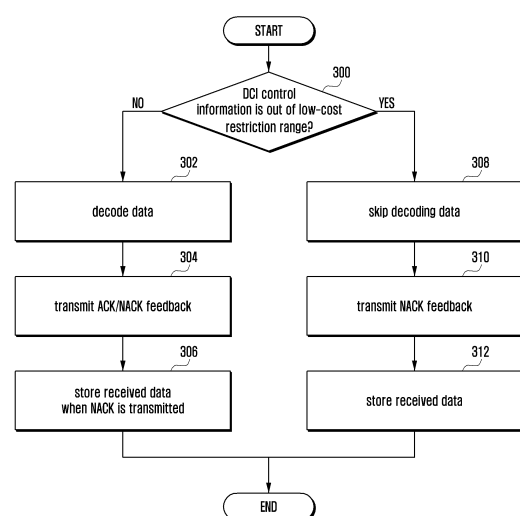 START
300
DCI control
information is out of low-cost
restriction range?
NO
YES
302
decode data
308
skip decoding data
304
transmit ACK/NACK feedback
310
transmit NACK feedback
306
store received data
when NACK is transmitted
312
store received data
END